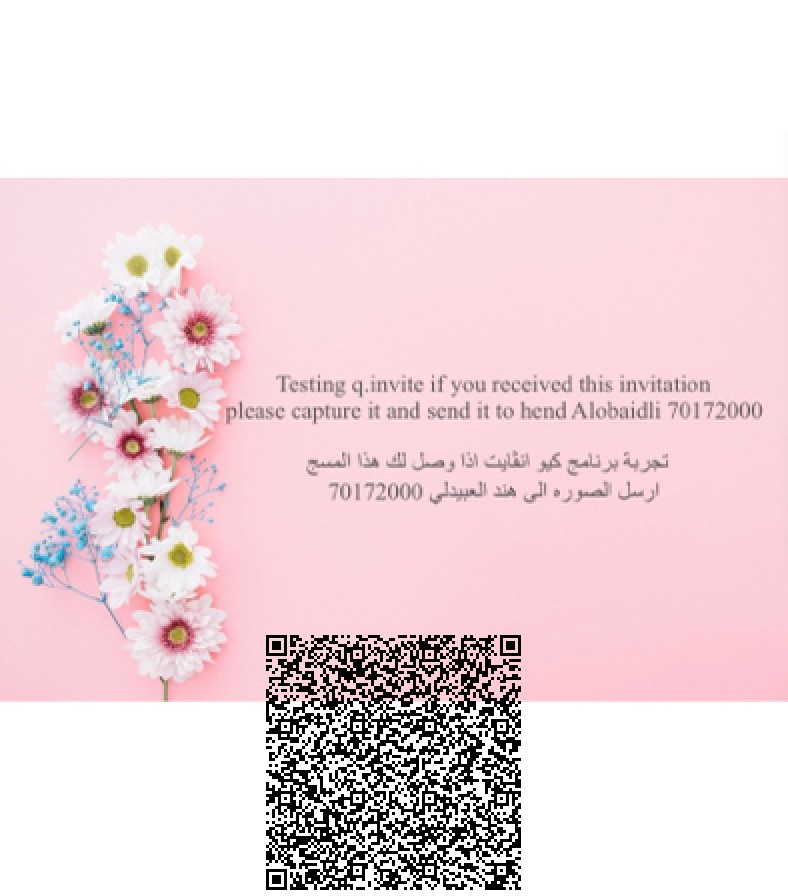 Testing q.invite if you received this invitation
please capture it and send it to hend Alobaidli 70172000
تجربة برنامج كيو انڤايت اذا وصل لك هذا المسج
ارسل الصوره الى هند العبيدلي 70172000